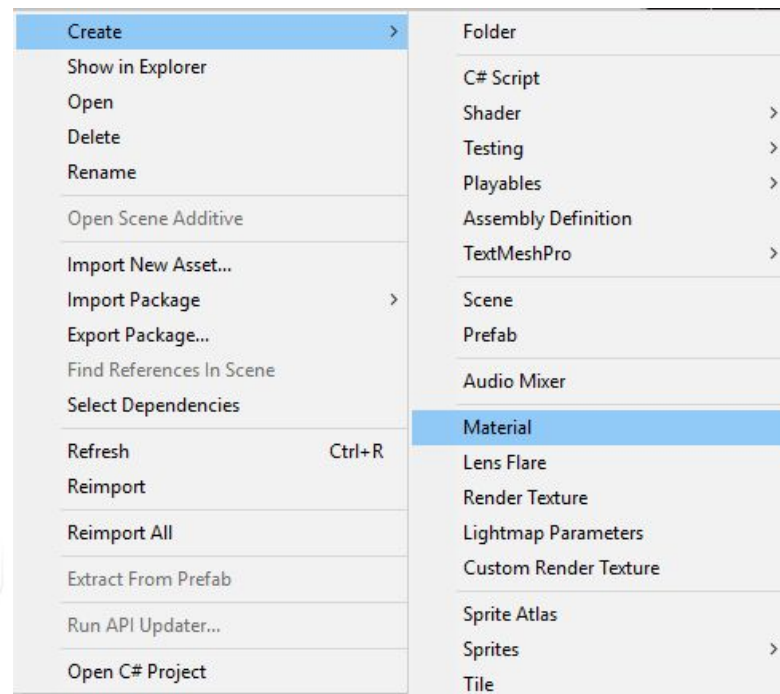 Create >
Show in Explorer
Open
Delete
Rename
Open Scene Additive
Import New Asset...
Import Package >
Export Package...
Find References In Scene
Select Dependencies
Refresh Ctrl+R
Reimport
Reimport All
Extract From Prefab
Run API Updater...
Open C# Project
Folder
C# Script
Shader >
Testing >
Playables >
Assembly Definition
TextMeshPro >
Scene
Prefab
Audio Mixer
Material
Lens Flare
Render Texture
Lightmap Parameters
Custom Render Texture
Sprite Atlas
Sprites >
Tile